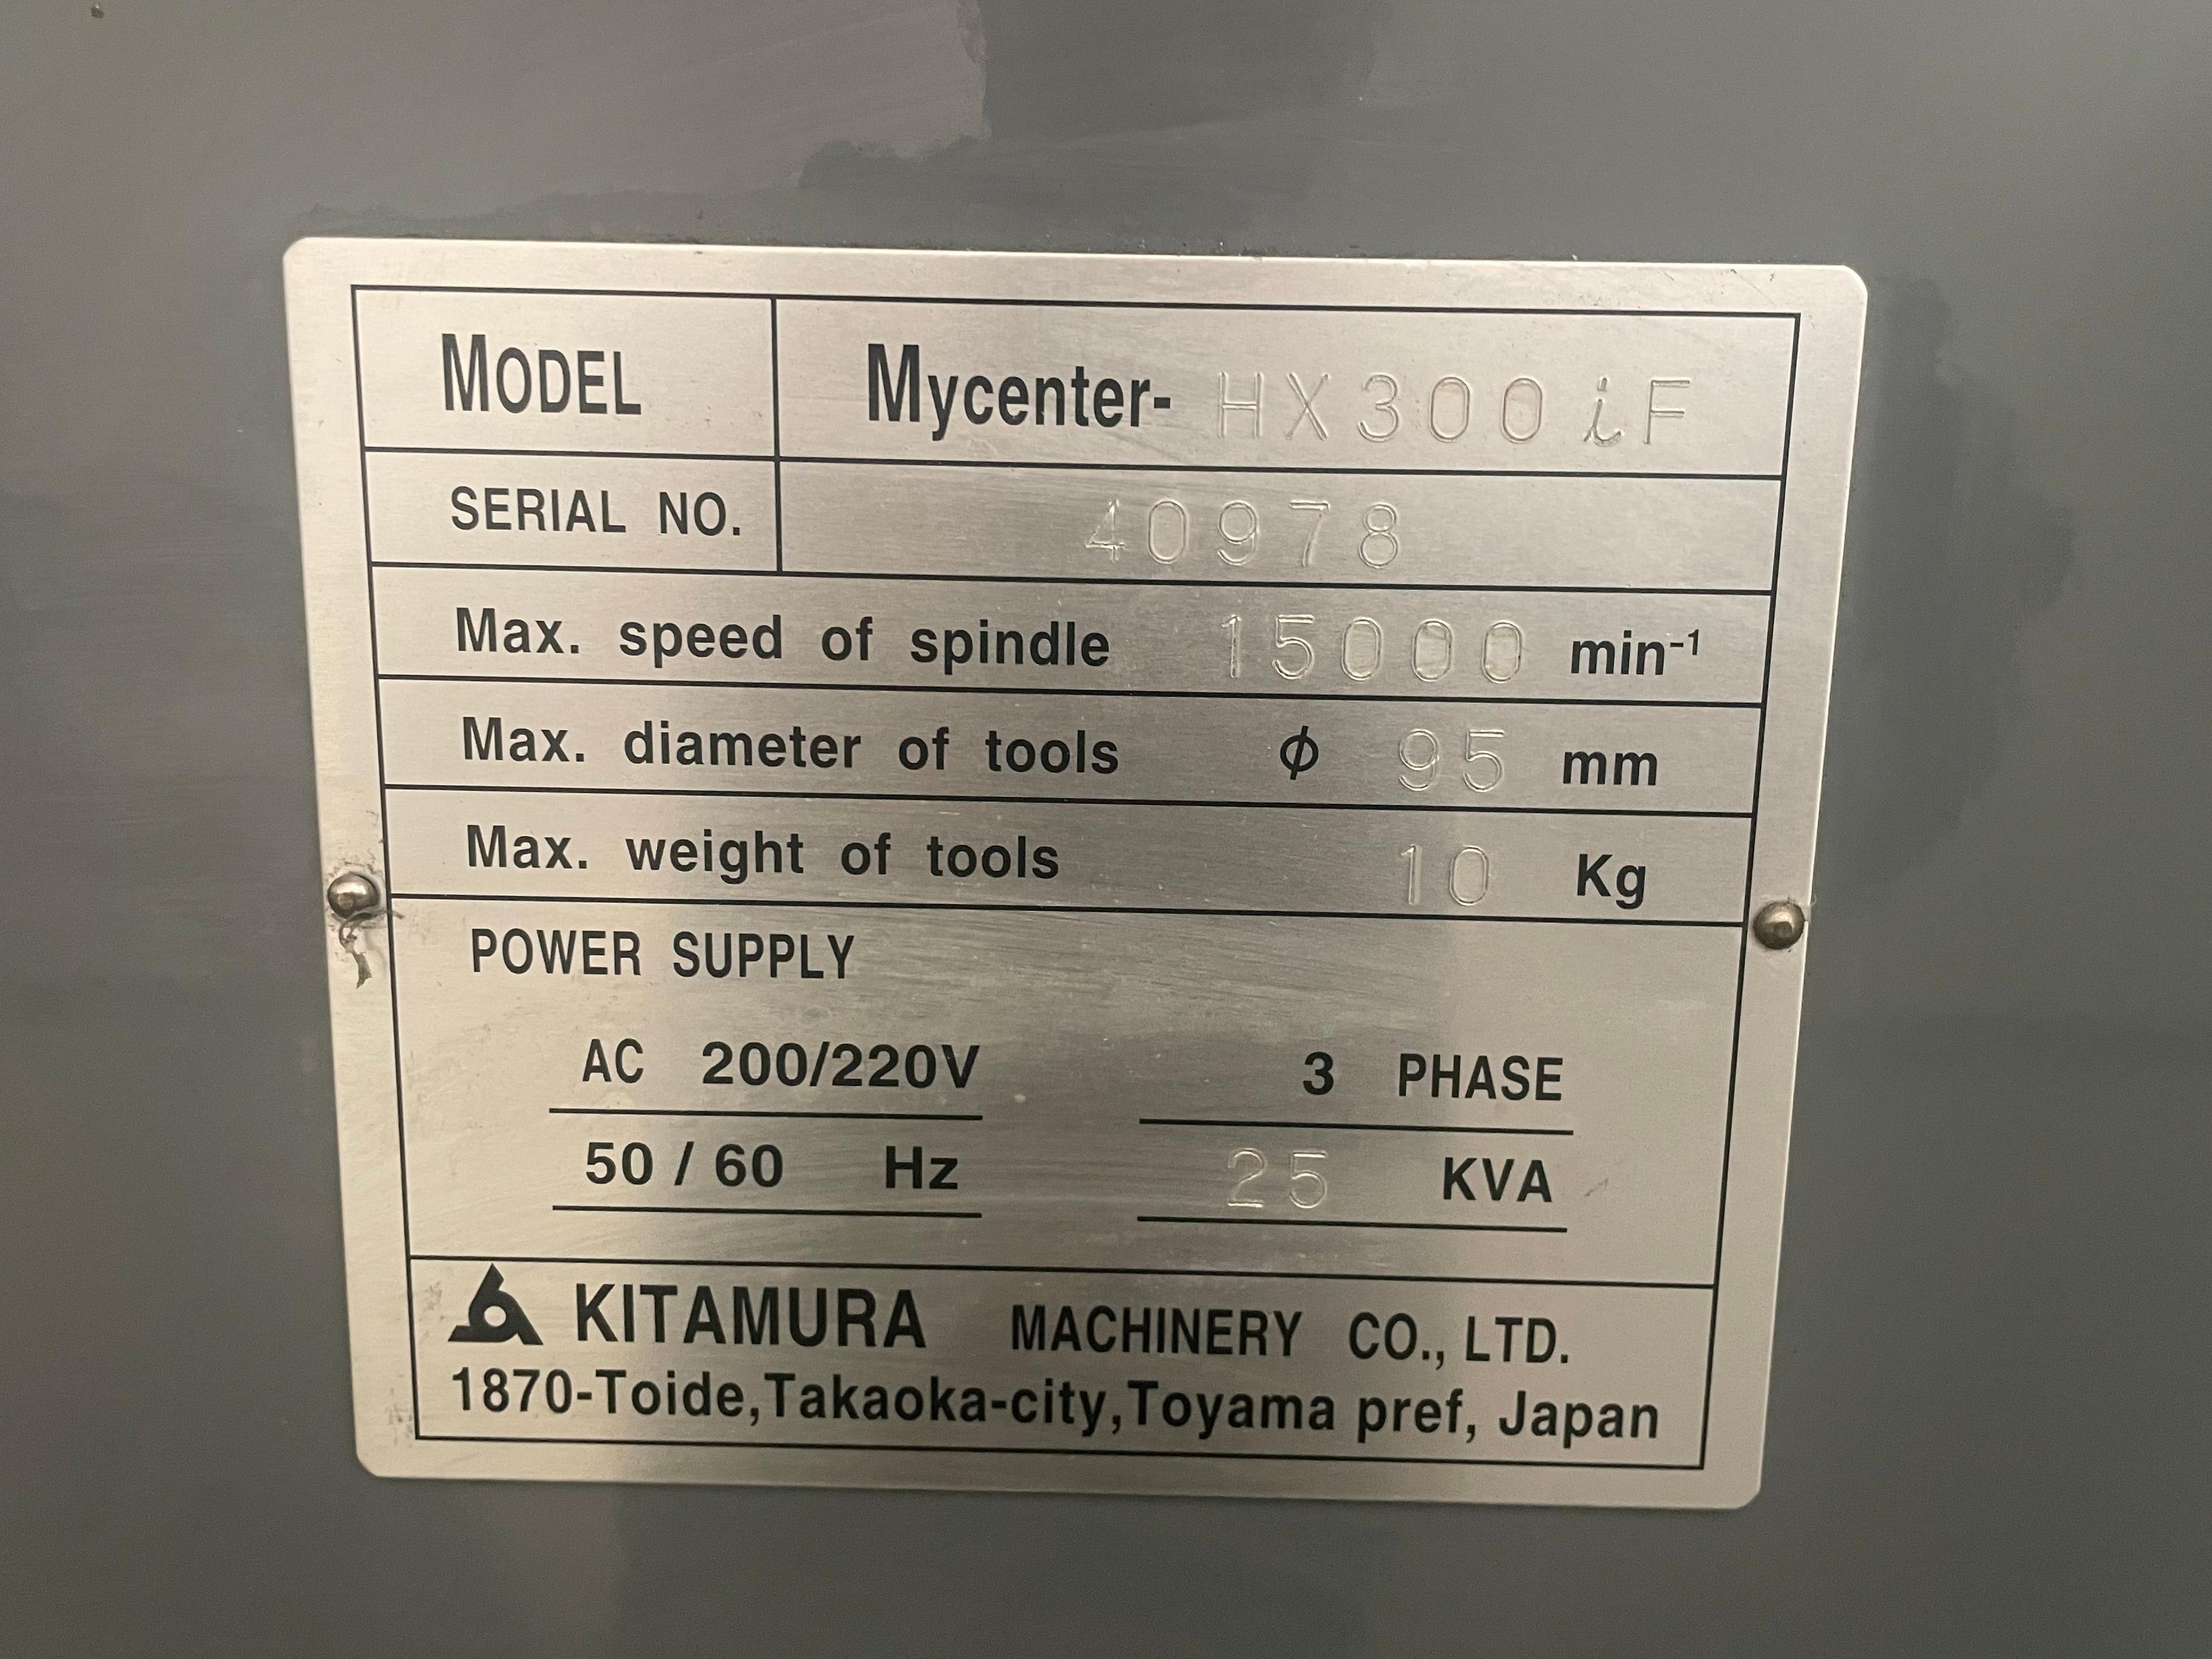 MODEL Mycenter-HX300iF
SERIAL NO. 40978
Max. speed of spindle 15000 min⁻¹
Max. diameter of tools ϕ 95 mm
Max. weight of tools 10 Kg
POWER SUPPLY
AC 200/220V 3 PHASE
50/60 Hz 25 KVA
KITAMURA MACHINERY CO., LTD.
1870-Toide,Takaoka-city,Toyama pref, Japan